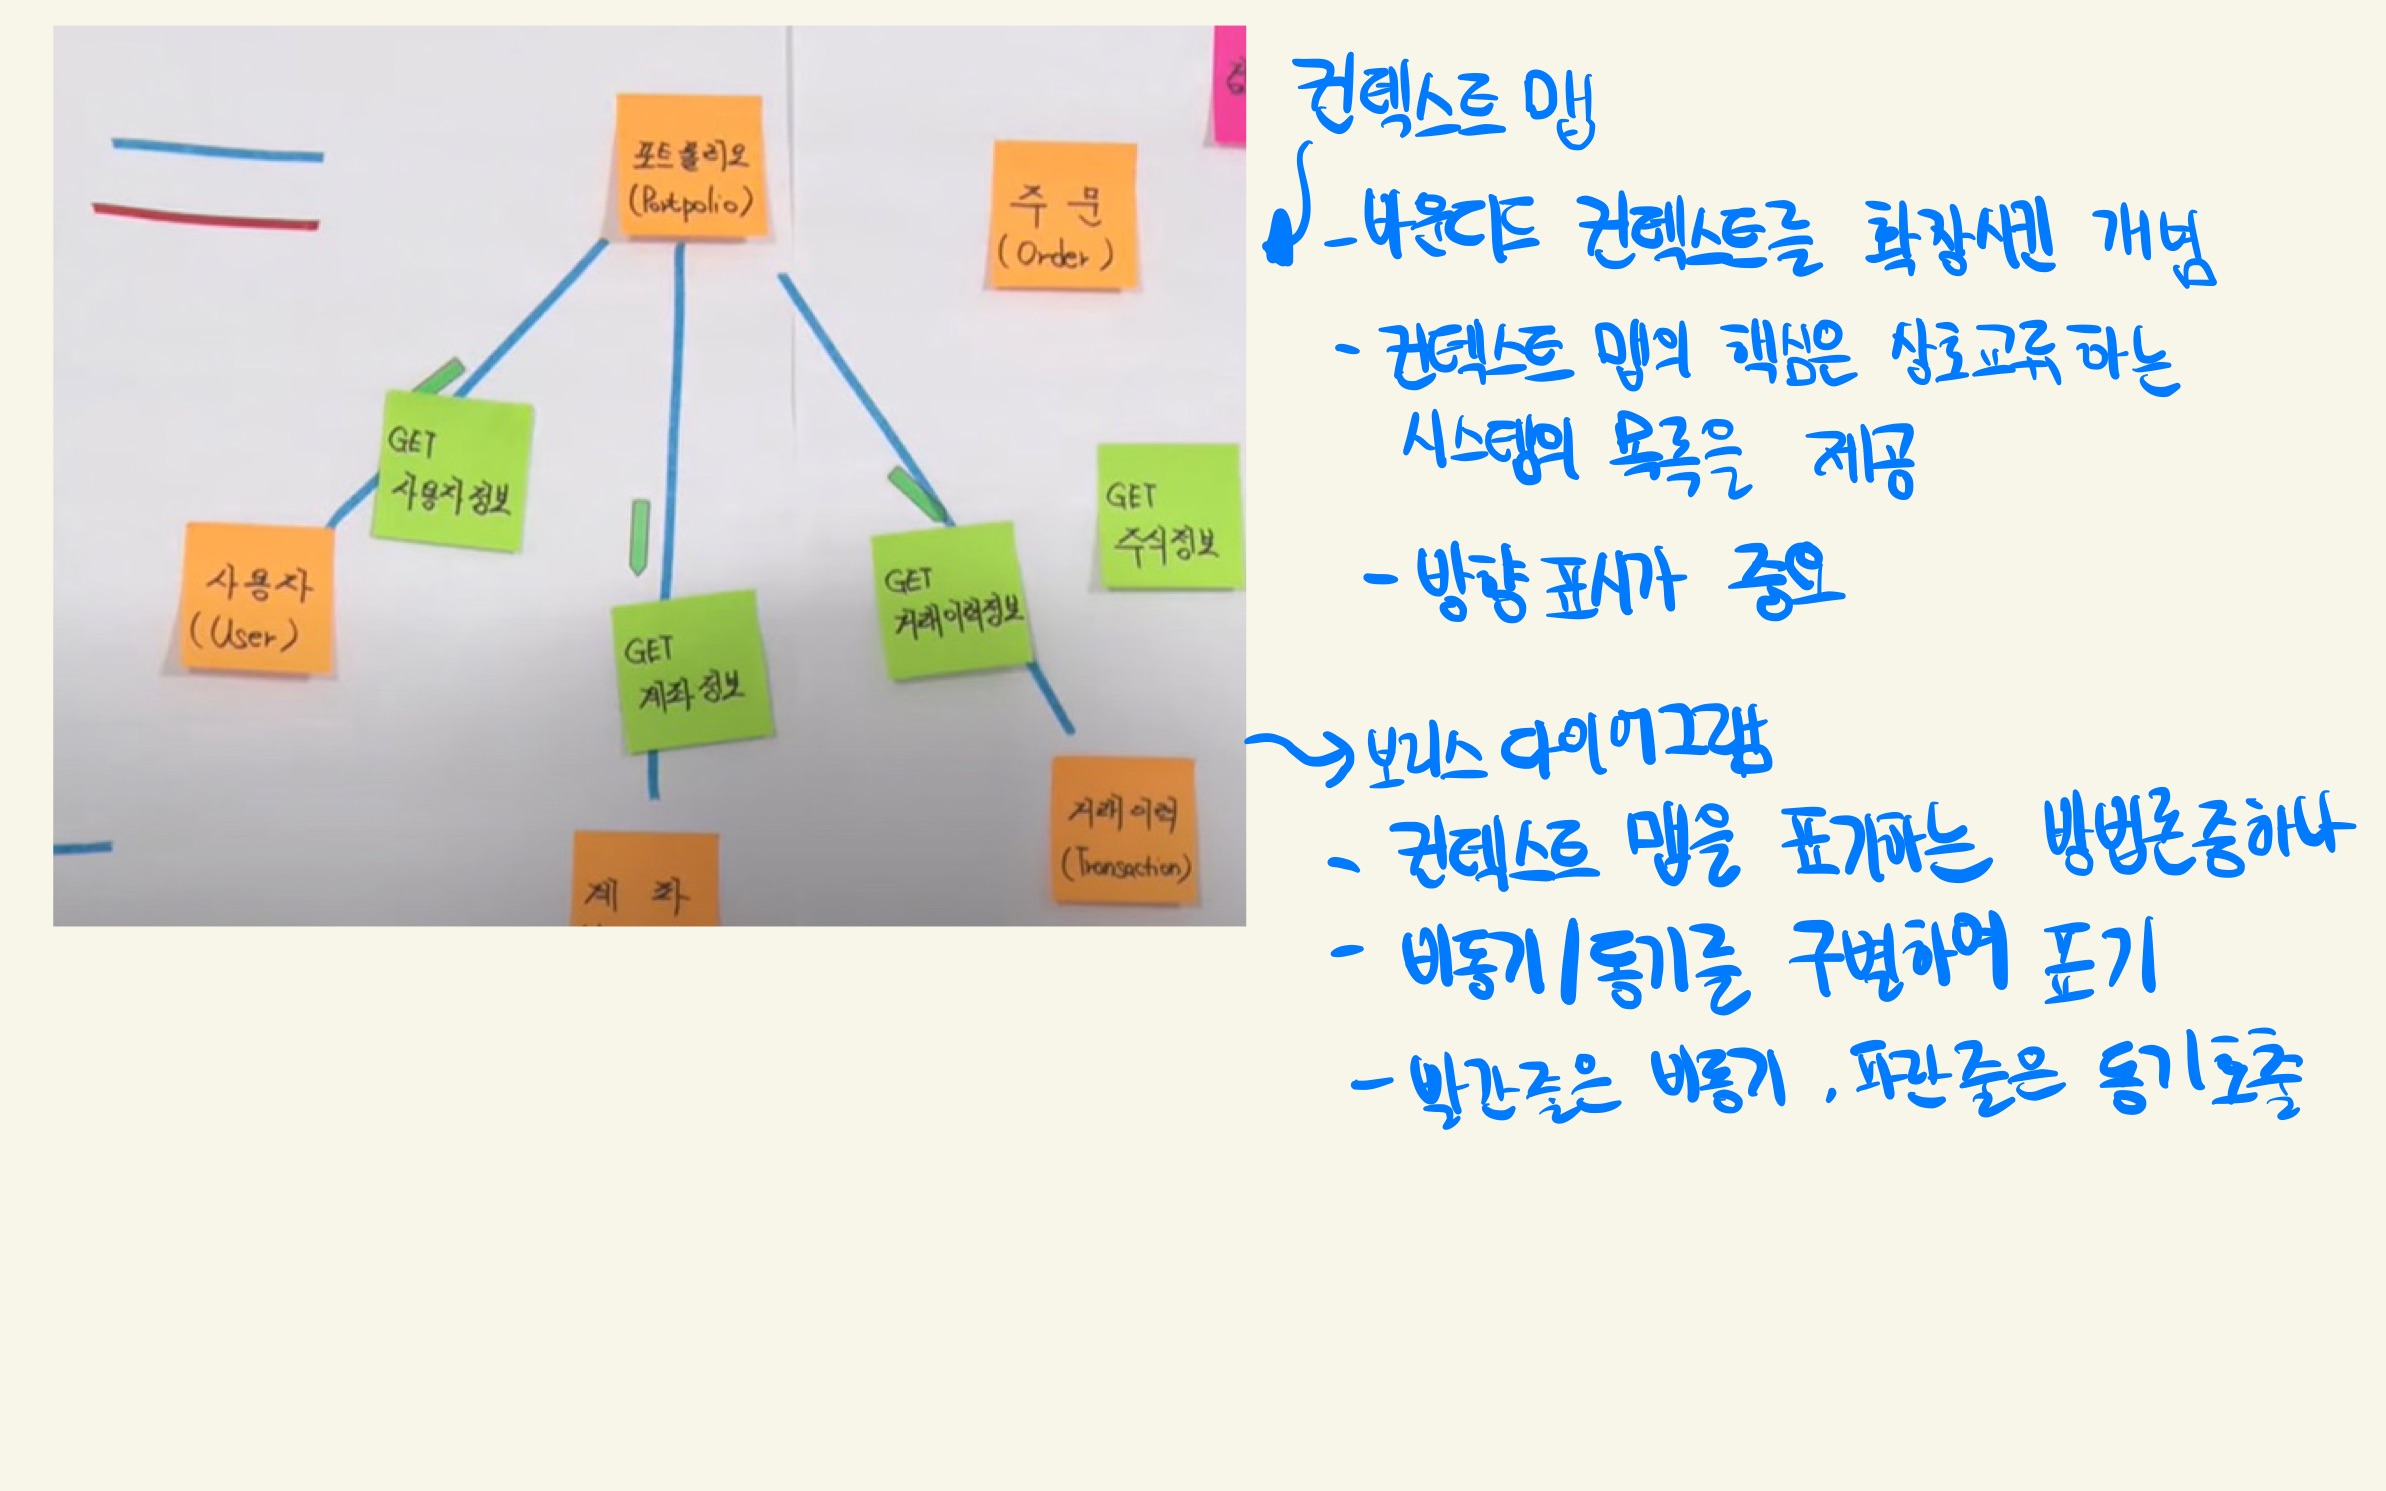 포트폴리오
(Portpolio)
주 문
(Order)
GET
사용자정보
사용자
(User)
GET
계좌정보
GET
거래이력정보
GET
주식정보
거래이력
(Transaction)
계 좌
컨텍스트 맵
- 바운디드 컨텍스트를 확장시켠 개념
- 컨텍스트 맵의 핵심은 상호교류하는
시스템의 목록을 제공
- 방향표시가 중요
보리스 다이어그램
- 컨텍스트 맵을 표기하는 방법론중하나
- 비동기/동기를 구별하여 표기
- 빨간줄은 비동기, 파란줄은 동기호출